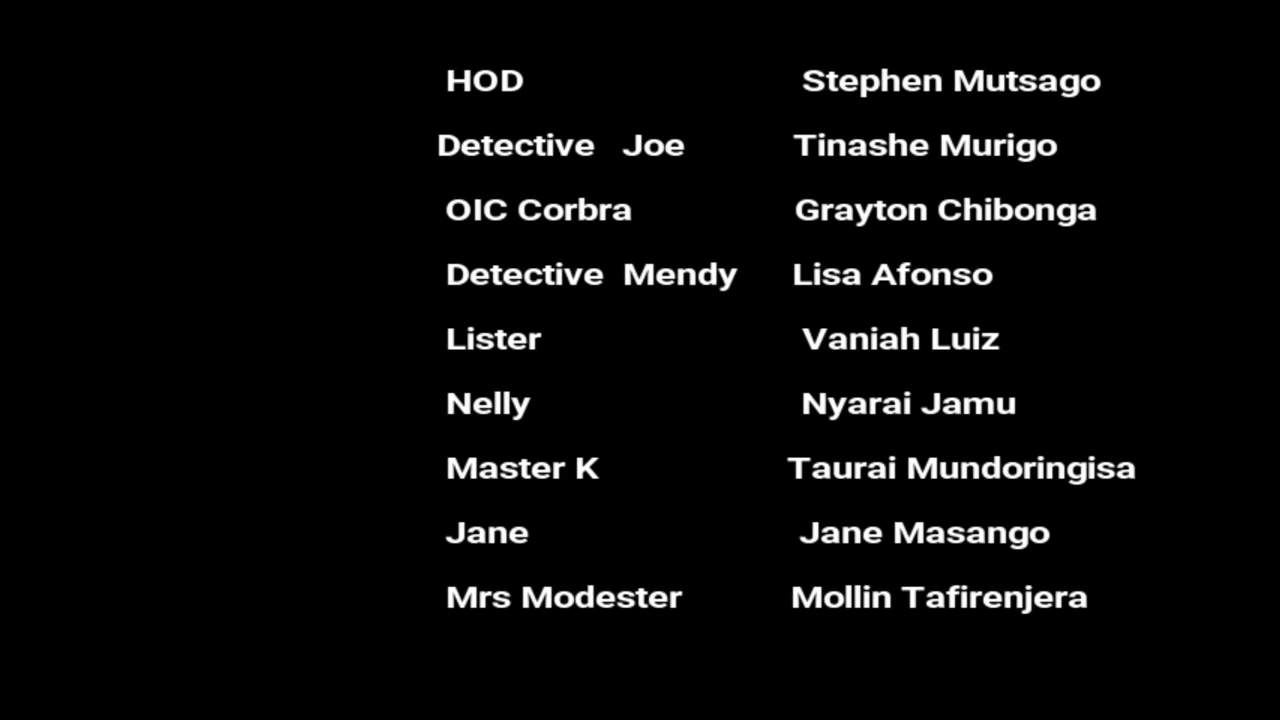 HOD Stephen Mutsago
Detective Joe Tinashe Murigo
OIC Corbra Grayton Chibonga
Detective Mendy Lisa Afonso
Lister Vaniah Luiz
Nelly Nyarai Jamu
Master K Taurai Mundoringisa
Jane Jane Masango
Mrs Modester Mollin Tafirenjera